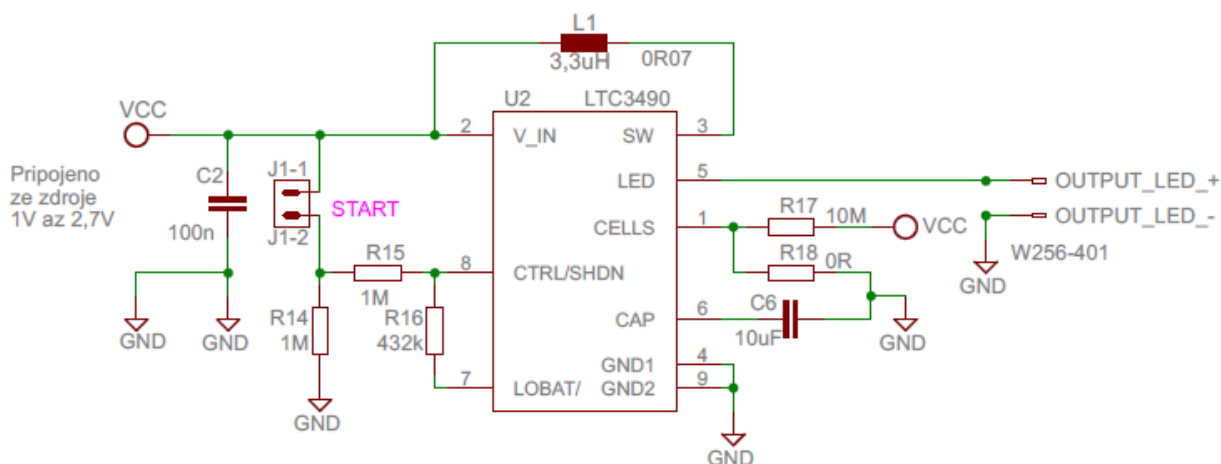 L1
3,3uH
0R07
U2
LTC3490
VCC
2
V_IN
SW
3
Pripojeno
ze zdroje
1V az 2,7V
C2
100n
J1-1
START
J1-2
LED
5
OUTPUT_LED_+
OUTPUT_LED_-
W256-401
GND
CELLS
1
R17
10M
VCC
R18
0R
R15
1M
8
CTRL/SHDN
R14
1M
R16
432k
CAP
6
C6
10uF
GND
GND
GND
GND1
4
7
LOBAT/
GND2
9
GND
GND